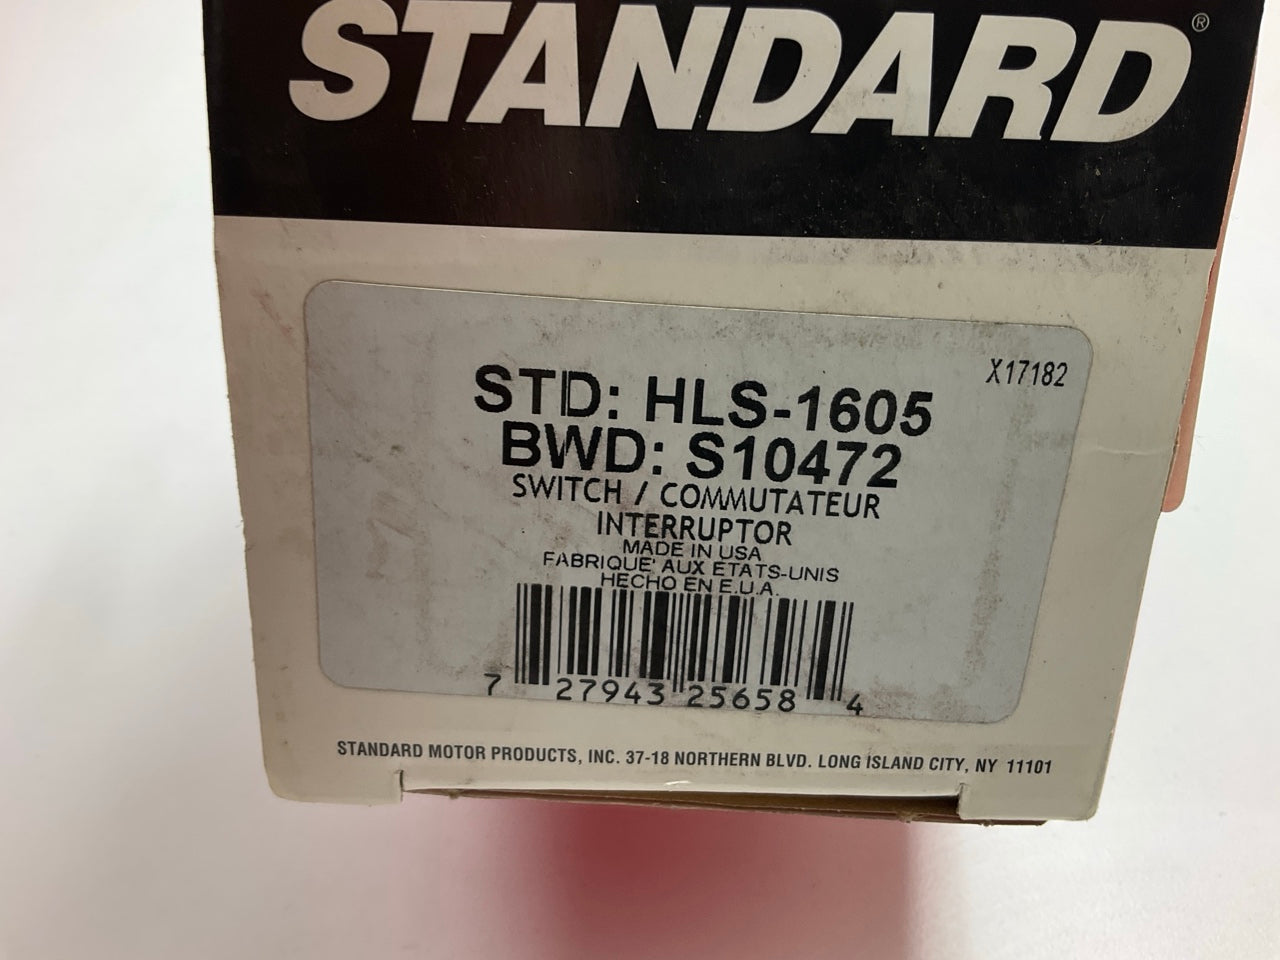 STANDARD®
X17182
STD: HLS-1605
BWD: S10472
SWITCH / COMMUTATEUR
INTERRUPTOR
MADE IN USA
FABRIQUE' AUX ETATS-UNIS
HECHO EN E.U.A.
7 27943 25658 4
STANDARD MOTOR PRODUCTS, INC. 37-18 NORTHERN BLVD. LONG ISLAND CITY, NY 11101